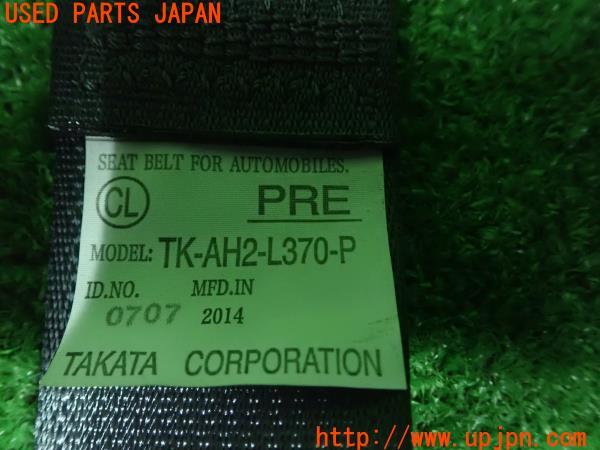 USED PARTS JAPAN
SEAT BELT FOR AUTOMOBILES.
CL PRE
MODEL: TK-AH2-L370-P
ID.NO. MFD.IN
0707 2014
TAKATA CORPORATION
http://www.upjpn.com/